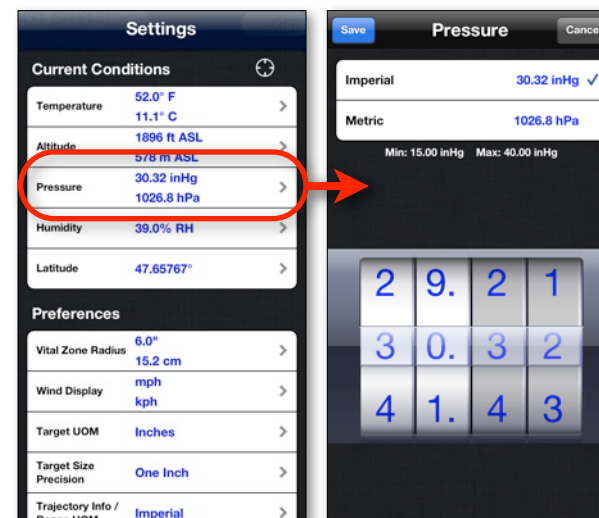 Settings
Current Conditions
Temperature
52.0° F
11.1° C
Altitude
1896 ft ASL
578 m ASL
Pressure
30.32 inHg
1026.8 hPa
Humidity
39.0% RH
Latitude
47.65767°
Preferences
Vital Zone Radius
6.0"
15.2 cm
Wind Display
mph
kph
Target UOM
Inches
Target Size
Precision
One Inch
Trajectory Info /
Imperial
Save
Pressure
Imperial
30.32 inHg
Metric
1026.8 hPa
Min: 15.00 inHg Max: 40.00 inHg
2 9. 2 1
3 0. 3 2
4 1. 4 3